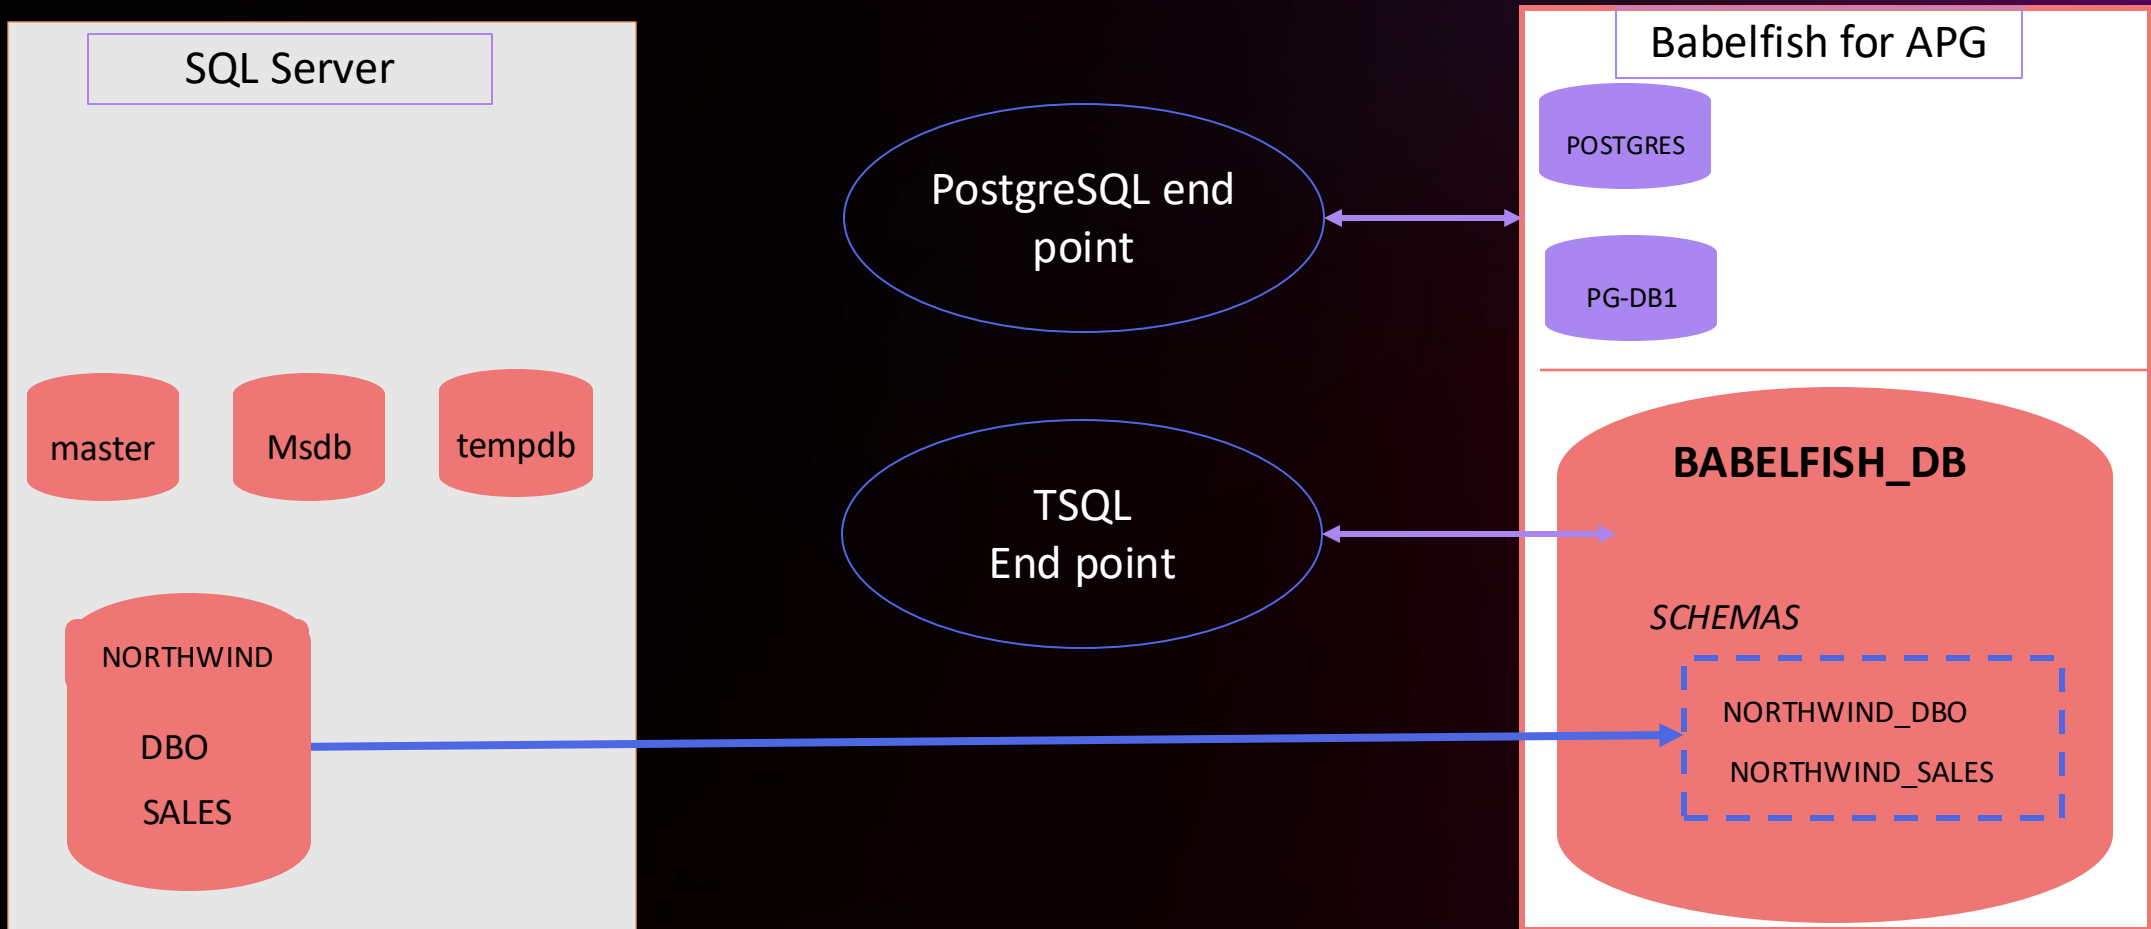 SQL Server
master
Msdb
tempdb
NORTHWIND
DBO
SALES
PostgreSQL end
point
TSQL
End point
Babelfish for APG
POSTGRES
PG-DB1
BABELFISH_DB
SCHEMAS
NORTHWIND_DBO
NORTHWIND_SALES